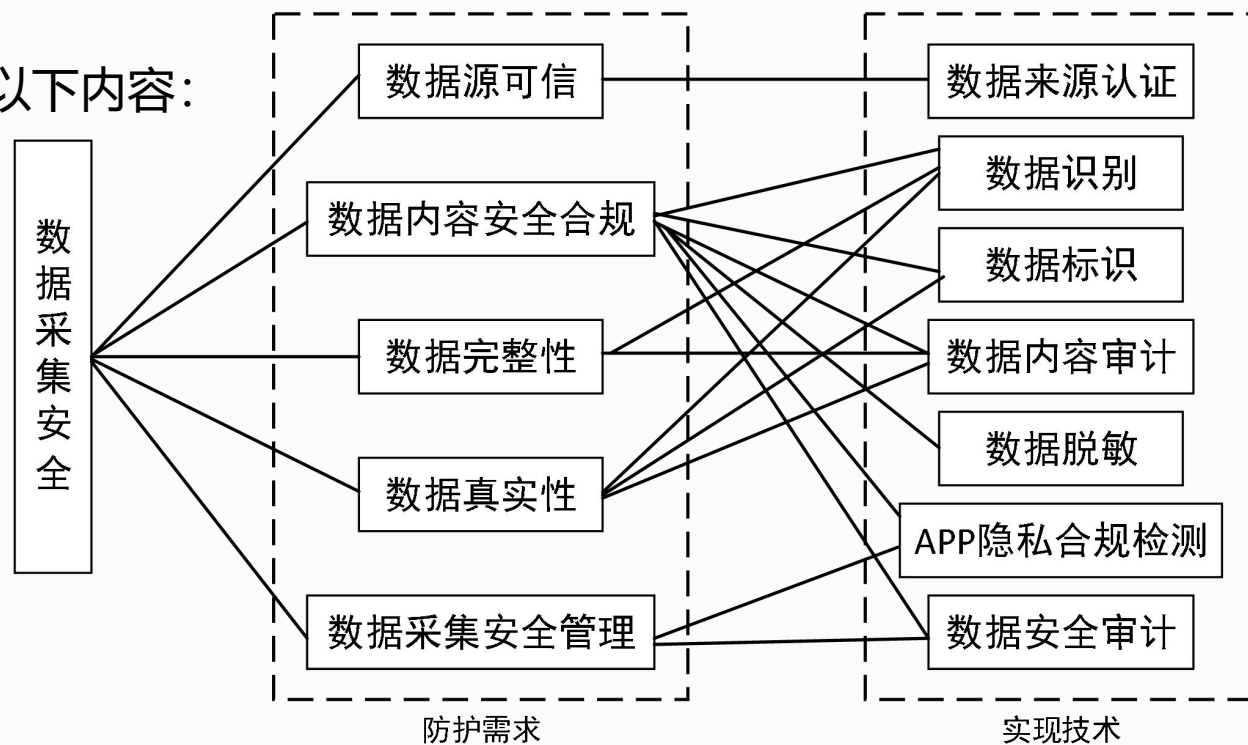 以下内容：
数据采集安全
数据源可信
数据内容安全合规
数据完整性
数据真实性
数据采集安全管理
防护需求
数据来源认证
数据识别
数据标识
数据内容审计
数据脱敏
APP隐私合规检测
数据安全审计
实现技术